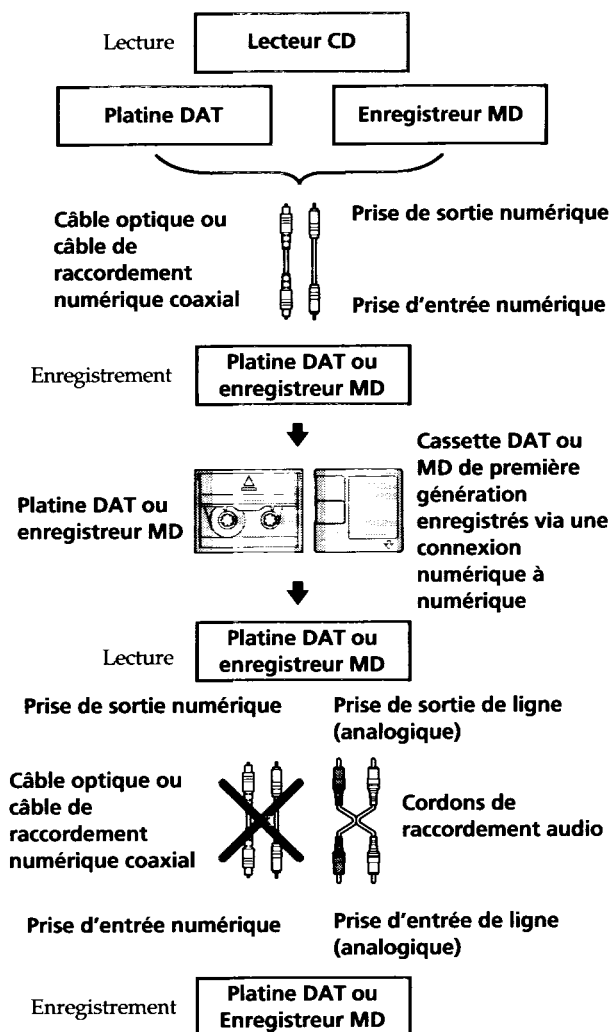 Lecture
Lecteur CD
Platine DAT
Enregistreur MD
Câble optique ou
câble de
raccordement
numérique coaxial
Prise de sortie numérique
Prise d'entrée numérique
Enregistrement
Platine DAT ou
enregistreur MD
Platine DAT ou
enregistreur MD
Cassette DAT ou
MD de première
génération
enregistrés via une
connexion
numérique à
numérique
Lecture
Platine DAT ou
enregistreur MD
Prise de sortie numérique
Prise de sortie de ligne
(analogique)
Câble optique ou
câble de
raccordement
numérique coaxial
Cordons de
raccordement audio
Prise d'entrée numérique
Prise d'entrée de ligne
(analogique)
Enregistrement
Platine DAT ou
Enregistreur MD